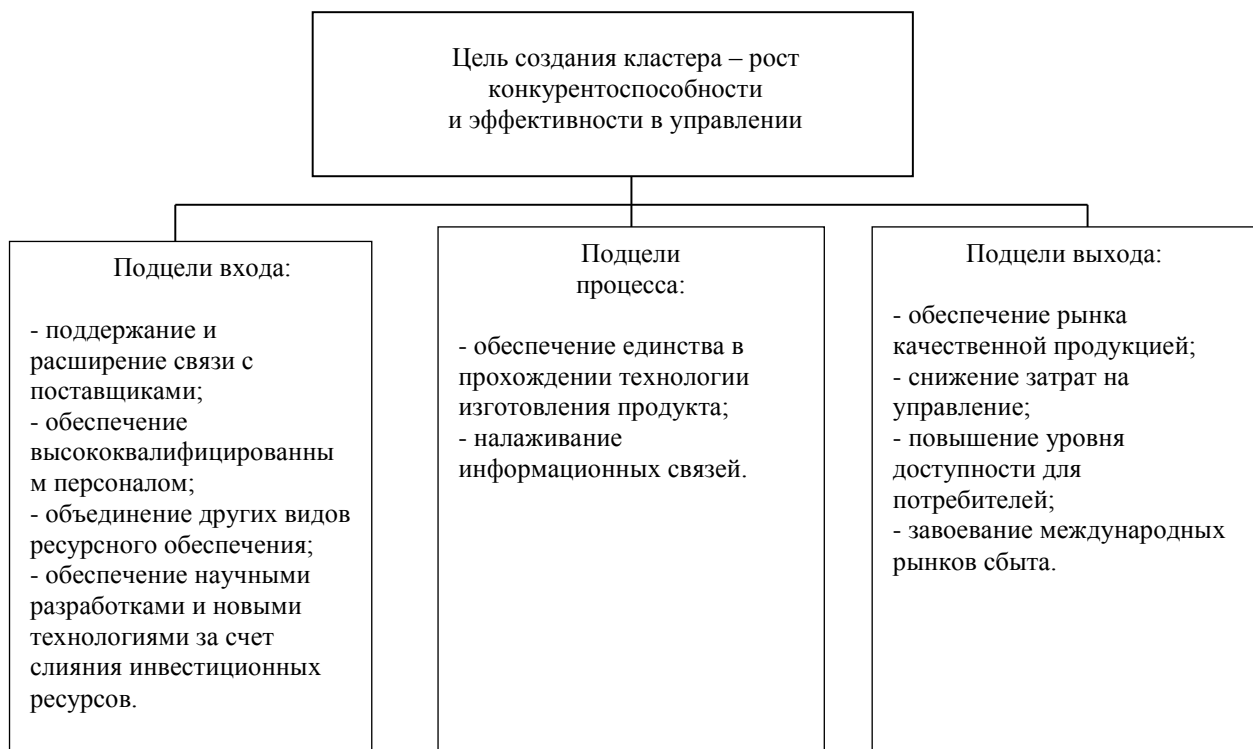 Цель создания кластера – рост
конкурентоспособности
и эффективности в управлении
Подцели входа:
- поддержание и
расширение связи с
поставщиками;
- обеспечение
высококвалифицированны
м персоналом;
- объединение других видов
ресурсного обеспечения;
- обеспечение научными
разработками и новыми
технологиями за счет
слияния инвестиционных
ресурсов.
Подцели
процесса:
- обеспечение единства в
прохождении технологии
изготовления продукта;
- налаживание
информационных связей.
Подцели выхода:
- обеспечение рынка
качественной продукцией;
- снижение затрат на
управление;
- повышение уровня
доступности для
потребителей;
- завоевание международных
рынков сбыта.